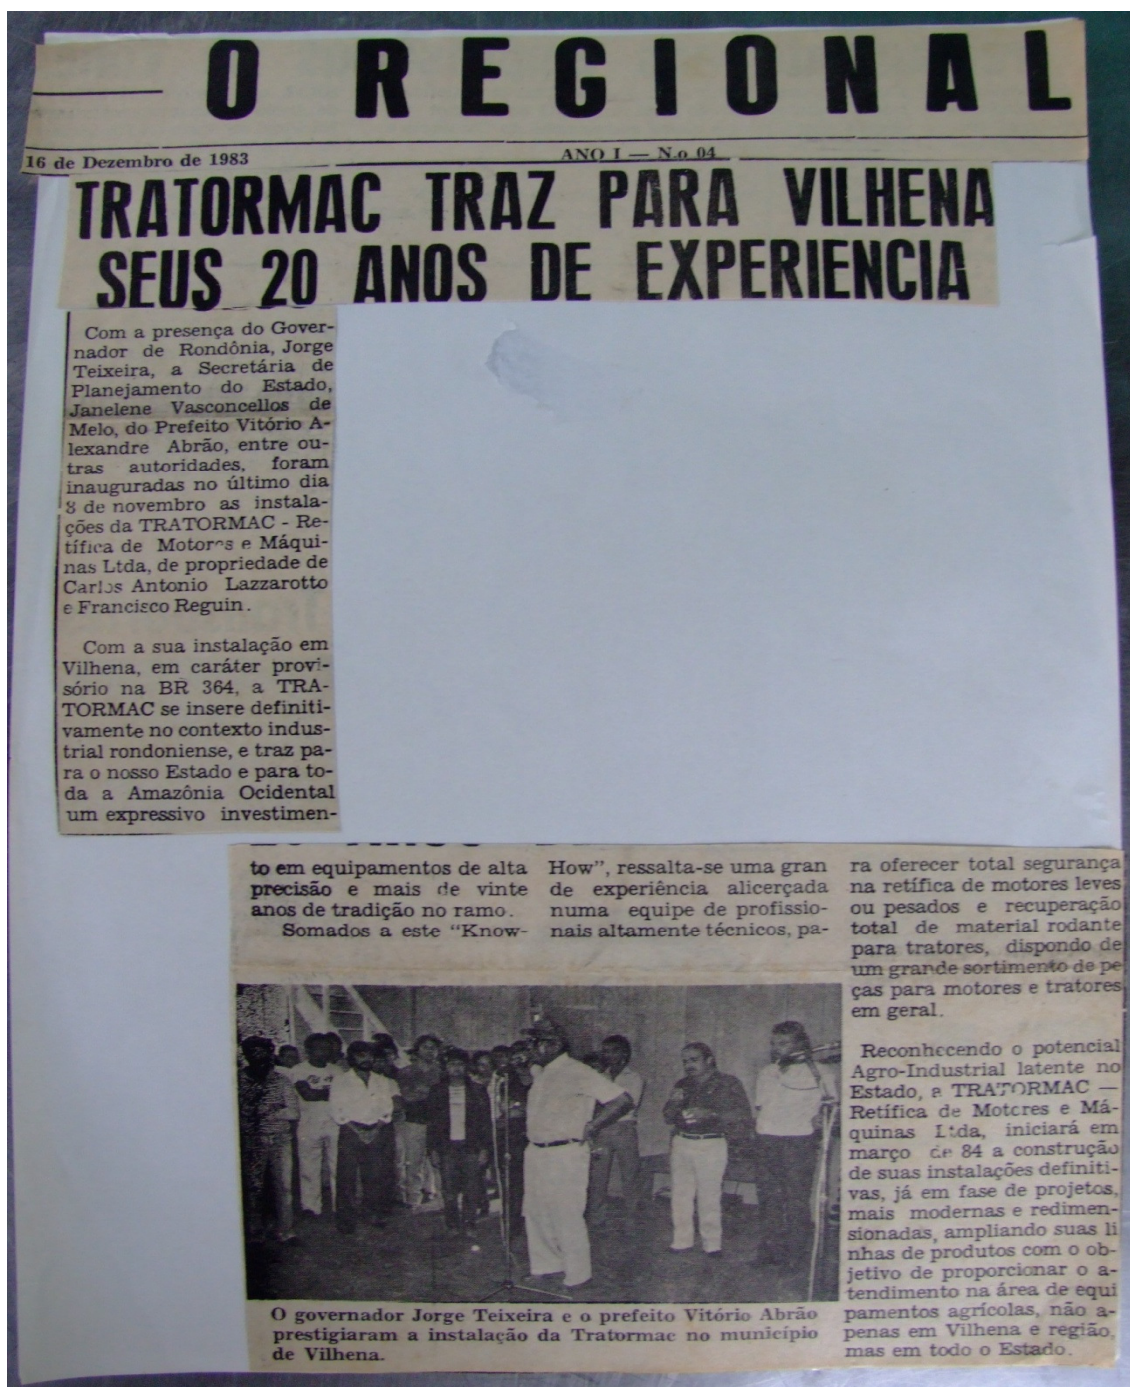 O REGIONAL
16 de Dezembro de 1983
ANO I — N.o 04
TRATORMAC TRAZ PARA VILHENA
SEUS 20 ANOS DE EXPERIENCIA
Com a presença do Gover-
nador de Rondônia, Jorge
Teixeira, a Secretária de
Planejamento do Estado,
Janelene Vasconcellos de
Melo, do Prefeito Vitório A-
lexandre Abrão, entre ou-
tras autoridades, foram
inauguradas no último dia
8 de novembro as instala-
ções da TRATORMAC - Re-
tífica de Motores e Máqui-
nas Ltda, de propriedade de
Carlos Antonio Lazzarotto
e Francisco Reguin.
Com a sua instalação em
Vilhena, em caráter provi-
sório na BR 364, a TRA-
TORMAC se insere definiti-
vamente no contexto indus-
trial rondoniense, e traz pa-
ra o nosso Estado e para to-
da a Amazônia Ocidental
um expressivo investimen-
to em equipamentos de alta
precisão e mais de vinte
anos de tradição no ramo.
Somados a este "Know-
How", ressalta-se uma gran
de experiência alicerçada
numa equipe de profissio-
nais altamente técnicos, pa-
ra oferecer total segurança
na retífica de motores leves
ou pesados e recuperação
total de material rodante
para tratores, dispondo de
um grande sortimento de pe
ças para motores e tratores
em geral.
Reconhecendo o potencial
Agro-Industrial latente no
Estado, a TRATORMAC —
Retífica de Motores e Má-
quinas Ltda, iniciará em
março de 84 a construção
de suas instalações definiti-
vas, já em fase de projetos,
mais modernas e redimen-
sionadas, ampliando suas li
nhas de produtos com o ob-
jetivo de proporcionar o a-
tendimento na área de equi
pamentos agrícolas, não a-
penas em Vilhena e região,
mas em todo o Estado.
O governador Jorge Teixeira e o prefeito Vitório Abrão
prestigiaram a instalação da Tratormac no município
de Vilhena.